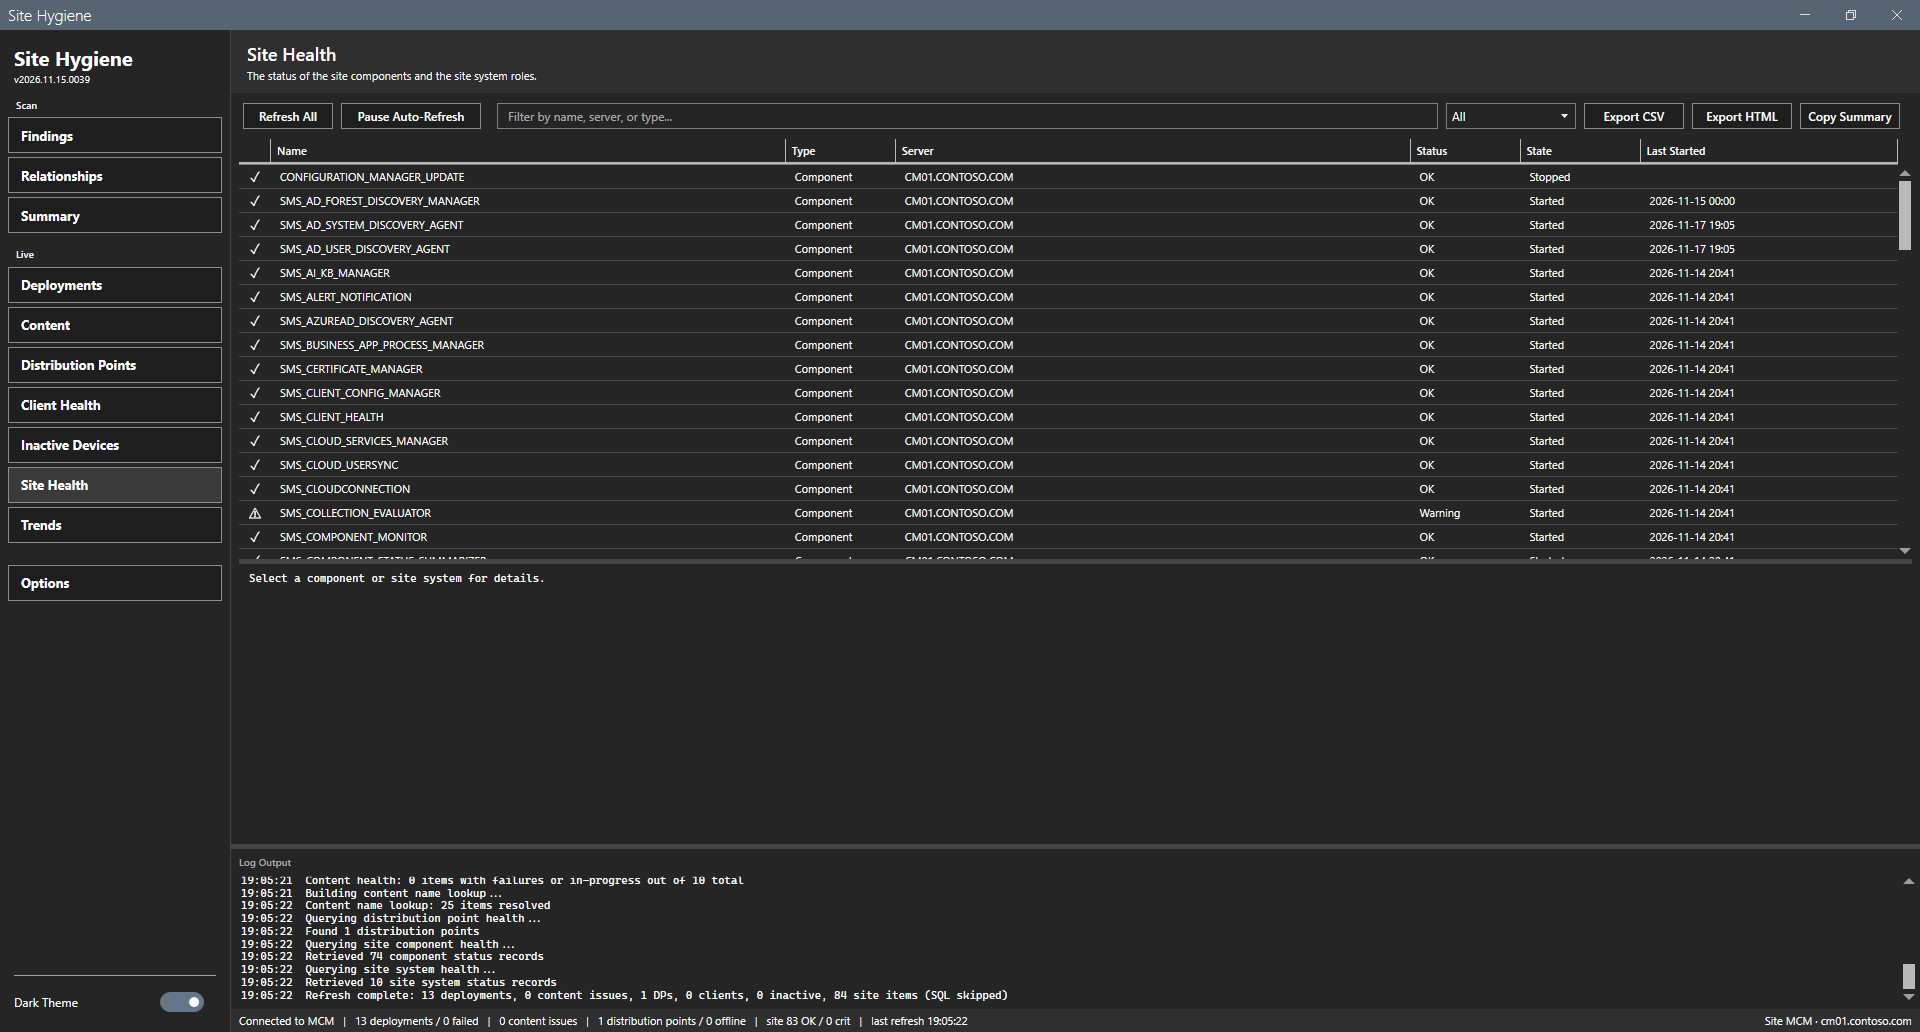 Site Hygiene
Site Hygiene
v2026.11.15.0039
Scan
Findings
Relationships
Summary
Live
Deployments
Content
Distribution Points
Client Health
Inactive Devices
Site Health
Trends
Options
Dark Theme
Site Health
The status of the site components and the site system roles.
Refresh All Pause Auto-Refresh Filter by name, server, or type... All Export CSV Export HTML Copy Summary
Name Type Server Status State Last Started
CONFIGURATION_MANAGER_UPDATE Component CM01.CONTOSO.COM OK Stopped
SMS_AD_FOREST_DISCOVERY_MANAGER Component CM01.CONTOSO.COM OK Started 2026-11-15 00:00
SMS_AD_SYSTEM_DISCOVERY_AGENT Component CM01.CONTOSO.COM OK Started 2026-11-17 19:05
SMS_AD_USER_DISCOVERY_AGENT Component CM01.CONTOSO.COM OK Started 2026-11-17 19:05
SMS_AI_KB_MANAGER Component CM01.CONTOSO.COM OK Started 2026-11-14 20:41
SMS_ALERT_NOTIFICATION Component CM01.CONTOSO.COM OK Started 2026-11-14 20:41
SMS_AZUREAD_DISCOVERY_AGENT Component CM01.CONTOSO.COM OK Started 2026-11-14 20:41
SMS_BUSINESS_APP_PROCESS_MANAGER Component CM01.CONTOSO.COM OK Started 2026-11-14 20:41
SMS_CERTIFICATE_MANAGER Component CM01.CONTOSO.COM OK Started 2026-11-14 20:41
SMS_CLIENT_CONFIG_MANAGER Component CM01.CONTOSO.COM OK Started 2026-11-14 20:41
SMS_CLIENT_HEALTH Component CM01.CONTOSO.COM OK Started 2026-11-14 20:41
SMS_CLOUD_SERVICES_MANAGER Component CM01.CONTOSO.COM OK Started 2026-11-14 20:41
SMS_CLOUD_USERSYNC Component CM01.CONTOSO.COM OK Started 2026-11-14 20:41
SMS_CLOUDCONNECTION Component CM01.CONTOSO.COM OK Started 2026-11-14 20:41
SMS_COLLECTION_EVALUATOR Component CM01.CONTOSO.COM Warning Started 2026-11-14 20:41
SMS_COMPONENT_MONITOR Component CM01.CONTOSO.COM OK Started 2026-11-14 20:41
SMS_COMPONENT_STATUS_SUMMARIZER Component CM01.CONTOSO.COM OK Started 2026-11-14 20:41
Select a component or site system for details.
Log Output
19:05:21 Content health: 0 items with failures or in-progress out of 10 total
19:05:21 Building content name lookup...
19:05:22 Content name lookup: 25 items resolved
19:05:22 Querying distribution point health...
19:05:22 Found 1 distribution points
19:05:22 Querying site component health...
19:05:22 Retrieved 74 component status records
19:05:22 Querying site system health...
19:05:22 Retrieved 10 site system status records
19:05:22 Refresh complete: 13 deployments, 0 content issues, 1 DPs, 0 clients, 0 inactive, 84 site items (SQL skipped)
Connected to MCM | 13 deployments / 0 failed | 0 content issues | 1 distribution points / 0 offline | site 83 OK / 0 crit | last refresh 19:05:22 Site MCM · cm01.contoso.com